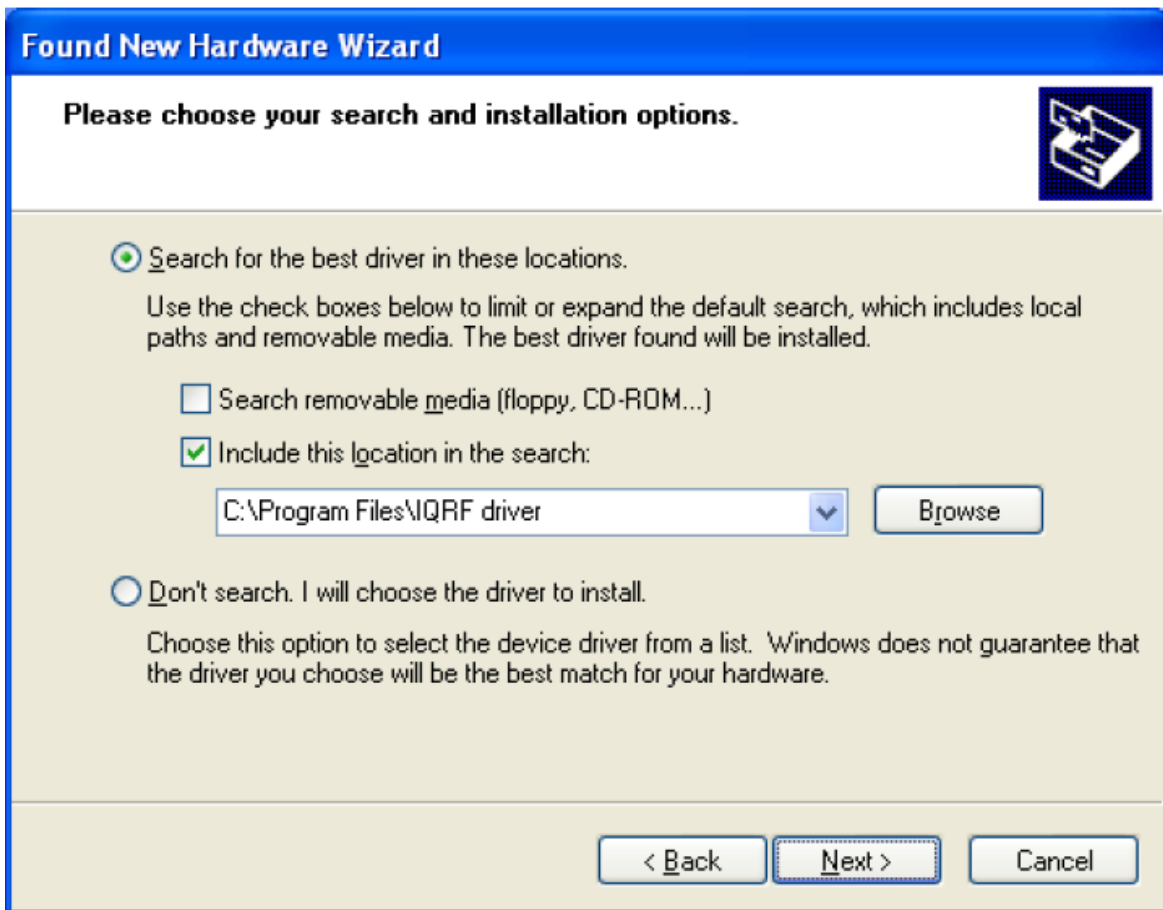 Found New Hardware Wizard
Please choose your search and installation options.
Search for the best driver in these locations.
Use the check boxes below to limit or expand the default search, which includes local
paths and removable media. The best driver found will be installed.
Search removable media (floppy, CD-ROM...)
Include this location in the search:
C:\Program Files\IQRF driver
Browse
Don't search. I will choose the driver to install.
Choose this option to select the device driver from a list.  Windows does not guarantee that
the driver you choose will be the best match for your hardware.
< Back
Next >
Cancel